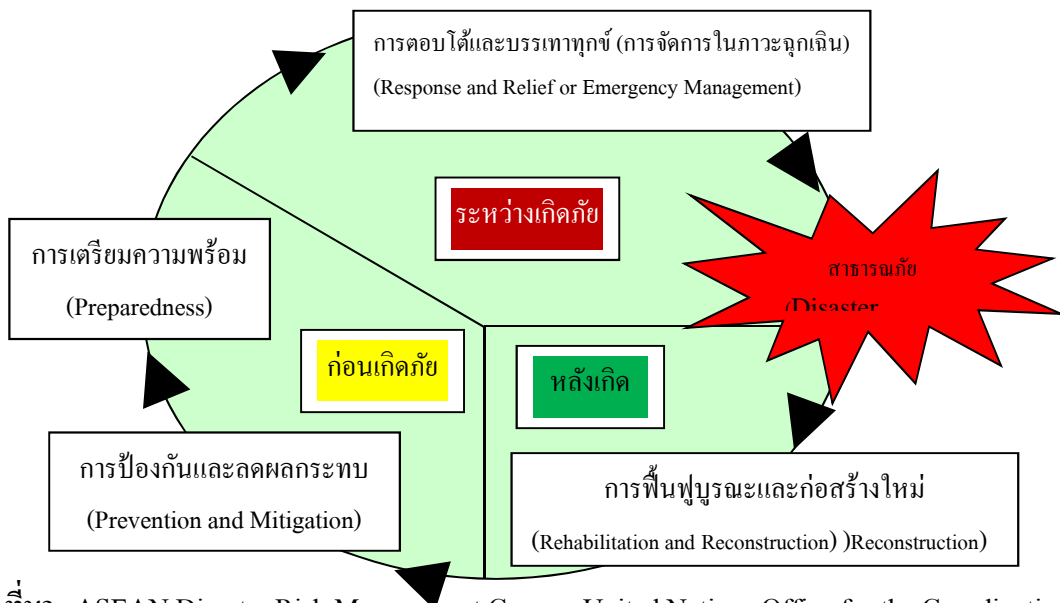 การตอบโต้และบรรเทาทุกข์ (การจัดการในภาวะฉุกเฉิน)
(Response and Relief or Emergency Management)
ระหว่างเกิดภัย
การเตรียมความพร้อม
(Preparedness)
สาธารณภัย
(Disaster
ก่อนเกิดภัย
หลังเกิด
การป้องกันและลดผลกระทบ
(Prevention and Mitigation)
การฟื้นฟูบูรณะและก่อสร้างใหม่
(Rehabilitation and Reconstruction) )Reconstruction)
ASEAN Disaster Risk Management
United Nations Office for the